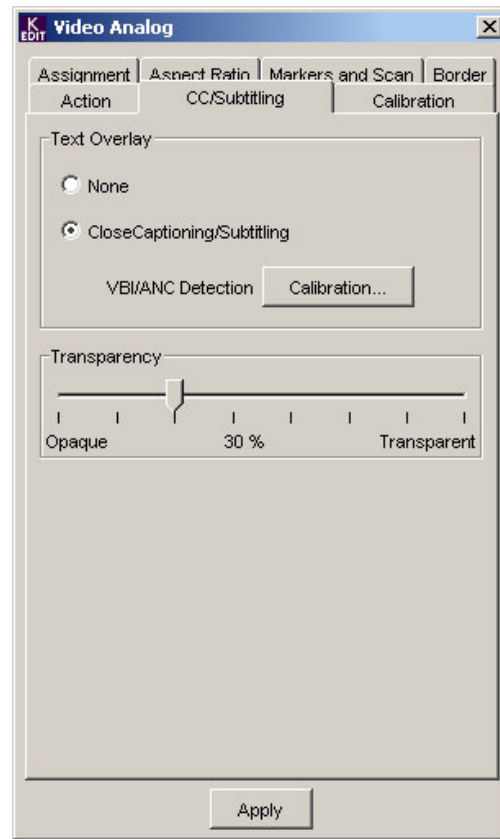 K EDIT Video Analog
Assignment Aspect Ratio Markers and Scan Border
Action CC/Subtitling Calibration
Text Overlay
None
CloseCaptioning/Subtitling
VBI/ANC Detection Calibration...
Transparency
Opaque 30 % Transparent
Apply